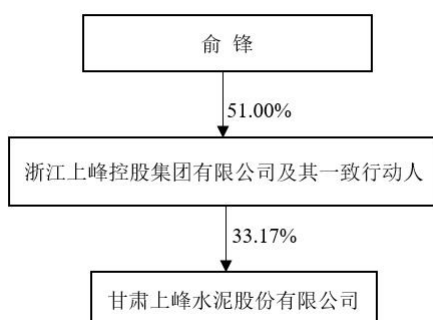 俞 锋
51.00%
浙江上峰控股集团有限公司及其一致行动人
33.17%
甘肃上峰水泥股份有限公司